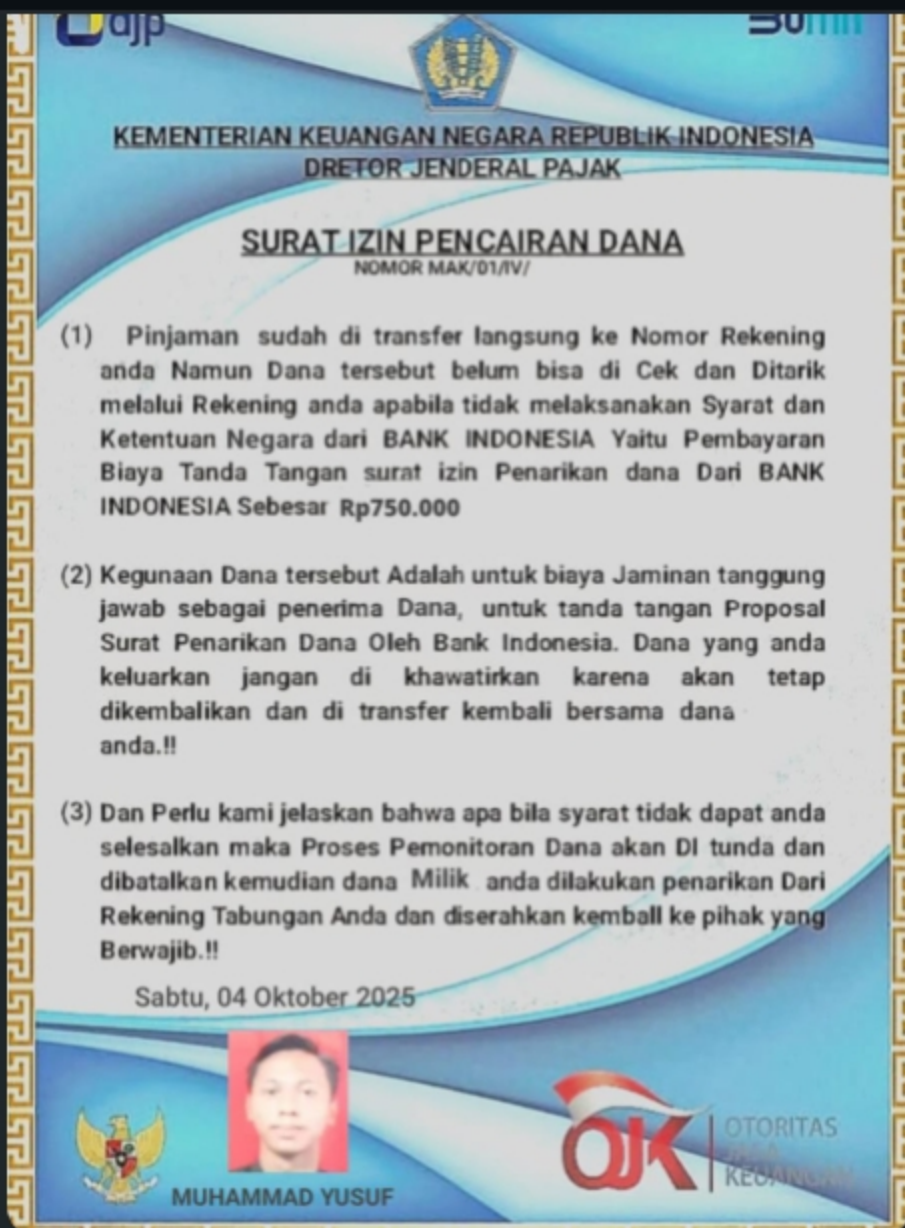 djp
KEMENTERIAN KEUANGAN NEGARA REPUBLIK INDONESIA
DRETOR JENDERAL PAJAK
SURAT IZIN PENCAIRAN DANA
NOMOR MAK/01/IV/
(1) Pinjaman sudah di transfer langsung ke Nomor Rekening
anda Namun Dana tersebut belum bisa di Cek dan Ditarik
melalui Rekening anda apabila tidak melaksanakan Syarat dan
Ketentuan Negara dari BANK INDONESIA Yaitu Pembayaran
Biaya Tanda Tangan surat izin Penarikan dana Dari BANK
INDONESIA Sebesar Rp750.000
(2) Kegunaan Dana tersebut Adalah untuk biaya Jaminan tanggung
jawab sebagai penerima Dana, untuk tanda tangan Proposal
Surat Penarikan Dana Oleh Bank Indonesia. Dana yang anda
keluarkan jangan di khawatirkan karena akan tetap
dikembalikan dan di transfer kembali bersama dana
anda.!!
(3) Dan Perlu kami jelaskan bahwa apa bila syarat tidak dapat anda
selesalkan maka Proses Pemonitoran Dana akan DI tunda dan
dibatalkan kemudian dana Milik anda dilakukan penarikan Dari
Rekening Tabungan Anda dan diserahkan kemball ke pihak yang
Berwajib.!!
Sabtu, 04 Oktober 2025
MUHAMMAD YUSUF
OJK
OTORITAS
JASA
KEUANGAN